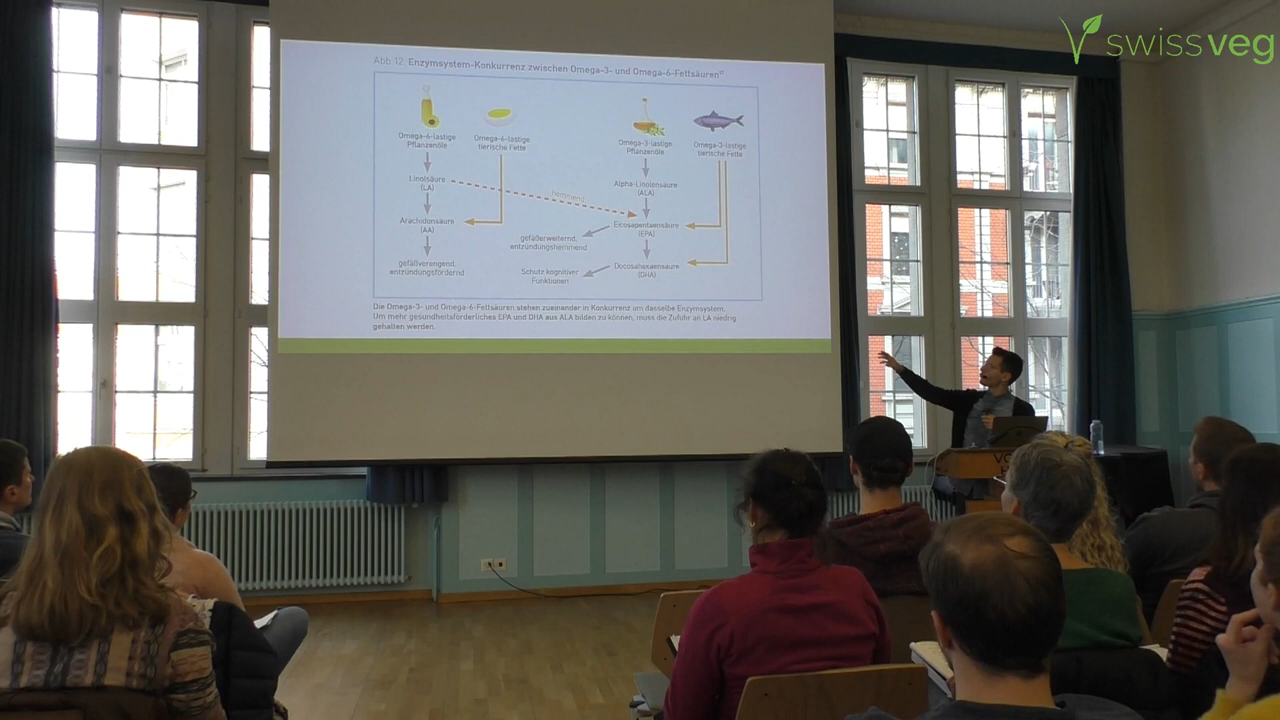 swissveg
Abb 12. Enzymsystem-Konkurrenz zwischen Omega-3- und Omega-6-Fettsäuren
Omega-6-lastige
Pflanzenöle
Omega-6-lastige
tierische Fette
Omega-3-lastige
Pflanzenöle
Omega-3-lastige
tierische Fette
Linolsäure
(LA)
hemmend
Alpha-Linolensäure
(ALA)
Arachidonsäure
(AA)
Eicosapentaensäure
(EPA)
gefäßerweiternd,
entzündungshemmend
gefäßverengend,
entzündungsfördernd
Schutz kognitiver
Funktionen
Docosahexaensäure
(DHA)
Die Omega-3- und Omega-6-Fettsäuren stehen zueinander in Konkurrenz um dasselbe Enzymsystem.
Um mehr gesundheitsförderliches EPA und DHA aus ALA bilden zu können, muss die Zufuhr an LA niedrig
gehalten werden.